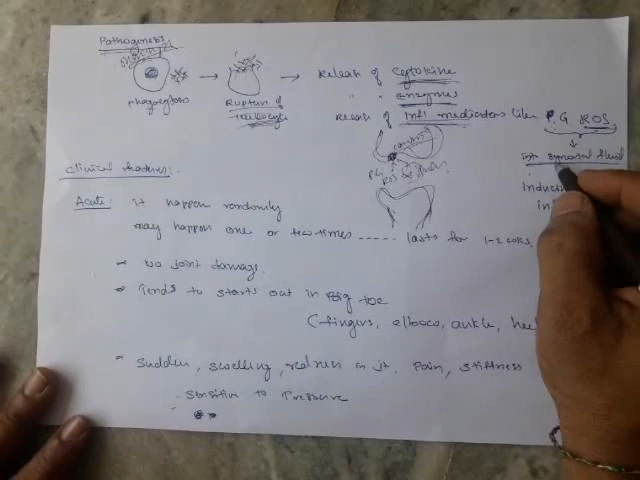 Pathogenesis
Phagocytosis
Rupture of
leukocyte
Release of cytokine
" " enzymes
Release of Infl mediators like P.G ROS
synovial fluid
Clinical features:-
Acute: it happen randomly
may happen one or two times ----- lasts for 1-2 wks.
No joint damage.
Tends to starts out in Big toe
(fingers, elbows, ankle, heel
Sudden, swelling, redness in jt, Pain, stiffness
Sensitive to Pressure